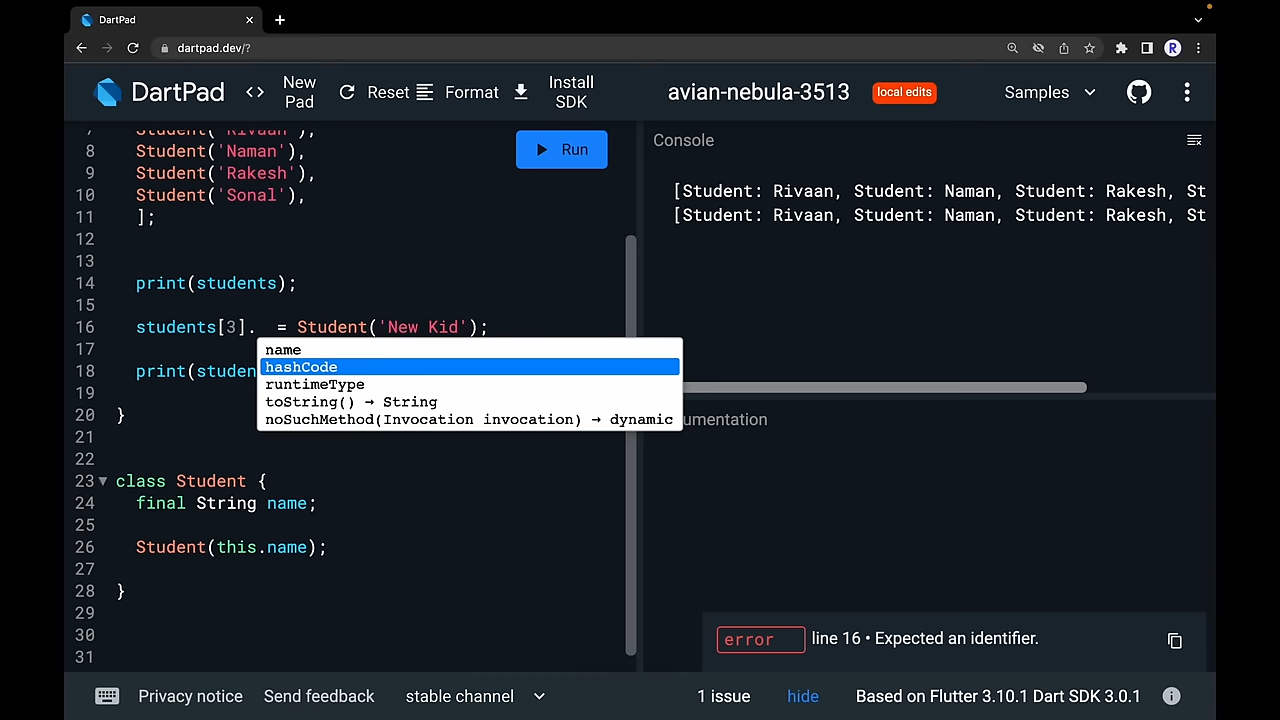 DartPad
dartpad.dev/?
R
DartPad
<> New Pad
Reset
Format
Install SDK
avian-nebula-3513
local edits
Samples
7 Student('Rivaan'),
8 Student('Naman'),
9 Student('Rakesh'),
10 Student('Sonal'),
11 ];
12
13
14 print(students);
15
16 students[3]. = Student('New Kid');
17
18 print(studen
19
20 }
21
22
23 class Student {
24 final String name;
25
26 Student(this.name);
27
28 }
29
30
31
name
hashCode
runtimeType
toString() → String
noSuchMethod(Invocation invocation) → dynamic
Run
Console
[Student: Rivaan, Student: Naman, Student: Rakesh, St
[Student: Rivaan, Student: Naman, Student: Rakesh, St
umentation
error line 16 • Expected an identifier.
Privacy notice
Send feedback
stable channel
1 issue
hide
Based on Flutter 3.10.1 Dart SDK 3.0.1